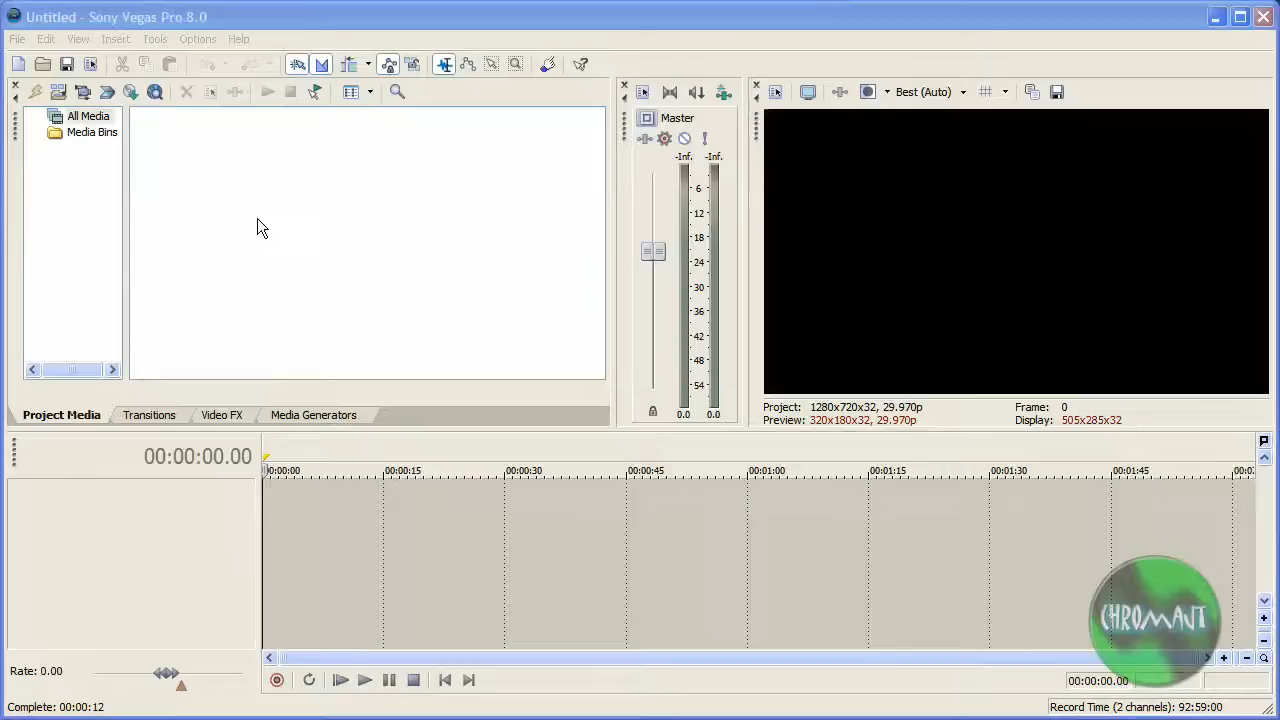 Untitled - Sony Vegas Pro 8.0
File Edit View Insert Tools Options Help
Best (Auto)
All Media
Media Bins
Master
-Inf. -Inf.
6
12
18
24
30
36
42
48
54
0.0 0.0
Project: 1280x720x32, 29.970p Frame: 0
Preview: 320x180x32, 29.970p Display: 505x285x32
Project Media Transitions Video FX Media Generators
00:00:00.00
0:00:00 00:00:15 00:00:30 00:00:45 00:01:00 00:01:15 00:01:30 00:01:45 00:02
CHROMAJT
Rate: 0.00
00:00:00.00
Complete: 00:00:12 Record Time (2 channels): 92:59:00